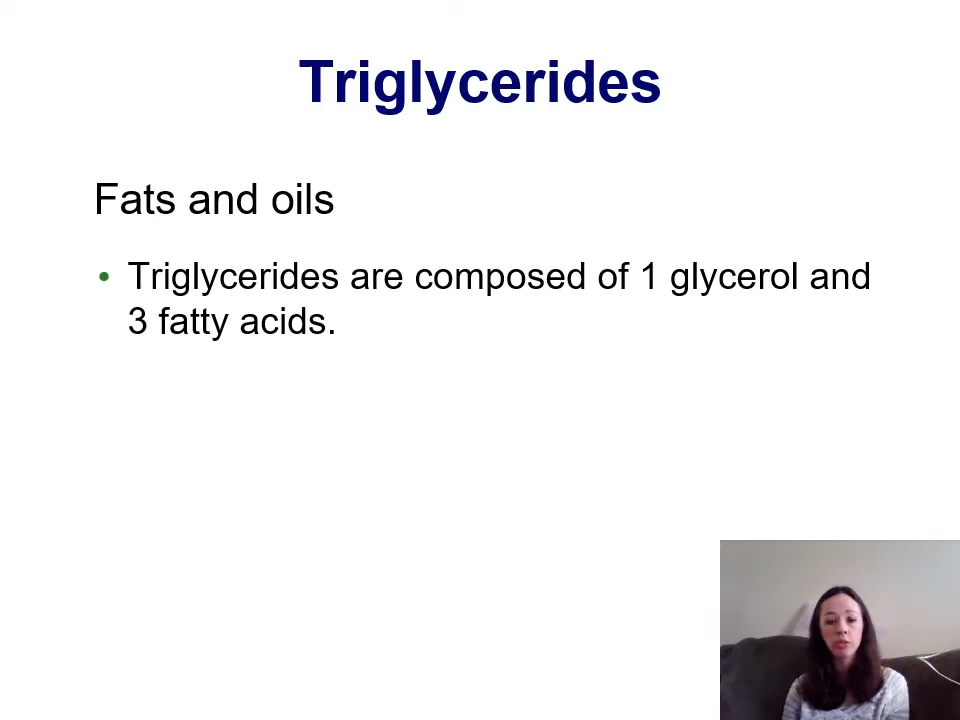 Triglycerides
Fats and oils
• Triglycerides are composed of 1 glycerol and
3 fatty acids.